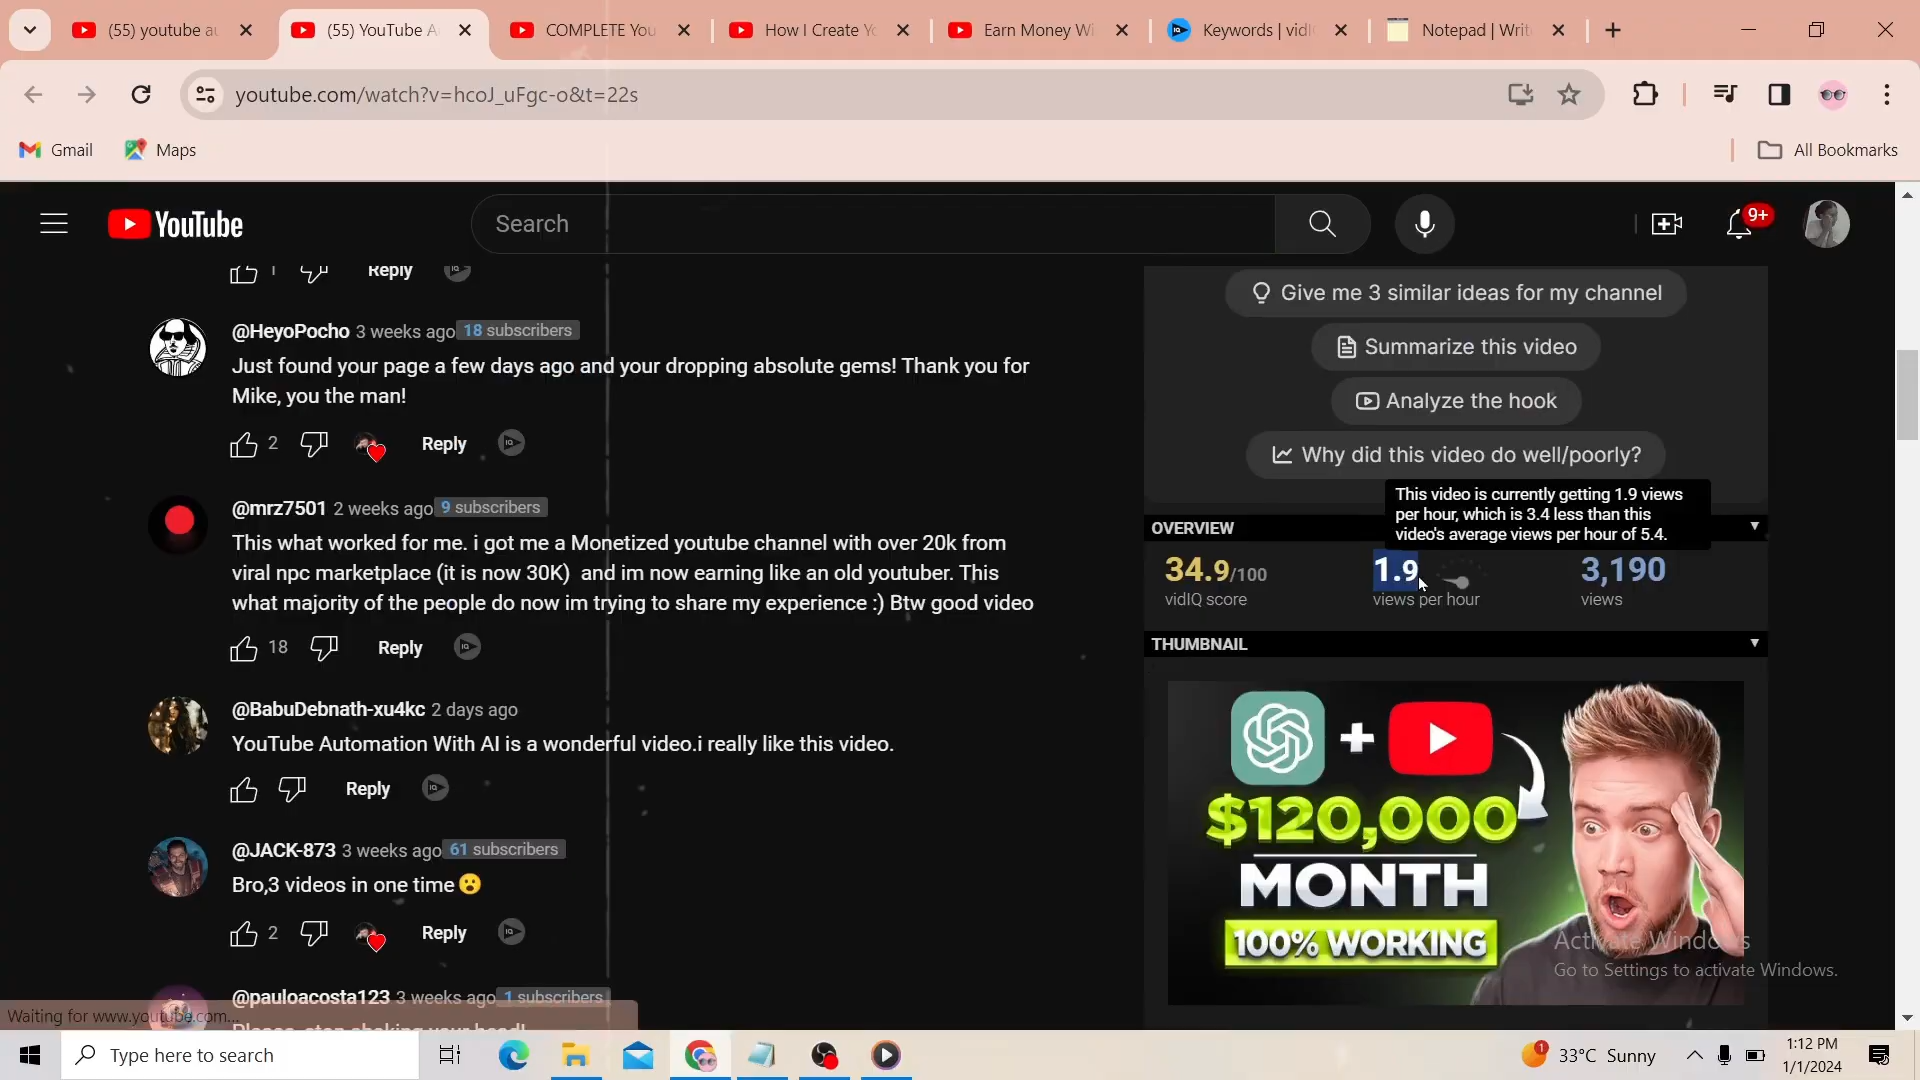 (55) youtube au
(55) YouTube A
COMPLETE You
How I Create Yo
Earn Money Wi
Keywords | vidI
Notepad | Writ
youtube.com/watch?v=hcoJ_uFgc-o&t=22s
Gmail
Maps
All Bookmarks
YouTube
Search
9+
1
Reply
@HeyoPocho 3 weeks ago 18 subscribers
Just found your page a few days ago and your dropping absolute gems! Thank you for
Mike, you the man!
2
Reply
@mrz7501 2 weeks ago 9 subscribers
This what worked for me. i got me a Monetized youtube channel with over 20k from
viral npc marketplace (it is now 30K) and im now earning like an old youtuber. This
what majority of the people do now im trying to share my experience :) Btw good video
18
Reply
@BabuDebnath-xu4kc 2 days ago
YouTube Automation With AI is a wonderful video.i really like this video.
Reply
@JACK-873 3 weeks ago 61 subscribers
Bro,3 videos in one time😮
2
Reply
@pauloacosta123 3 weeks ago 1 subscribers
Please, stop shaking your head!
Give me 3 similar ideas for my channel
Summarize this video
Analyze the hook
Why did this video do well/poorly?
This video is currently getting 1.9 views
per hour, which is 3.4 less than this
video's average views per hour of 5.4.
OVERVIEW
34.9/100
vidIQ score
1.9
views per hour
3,190
views
THUMBNAIL
$120,000
MONTH
100% WORKING
Activate Windows
Go to Settings to activate Windows.
Waiting for www.youtube.com...
Type here to search
1
33°C Sunny
1:12 PM
1/1/2024